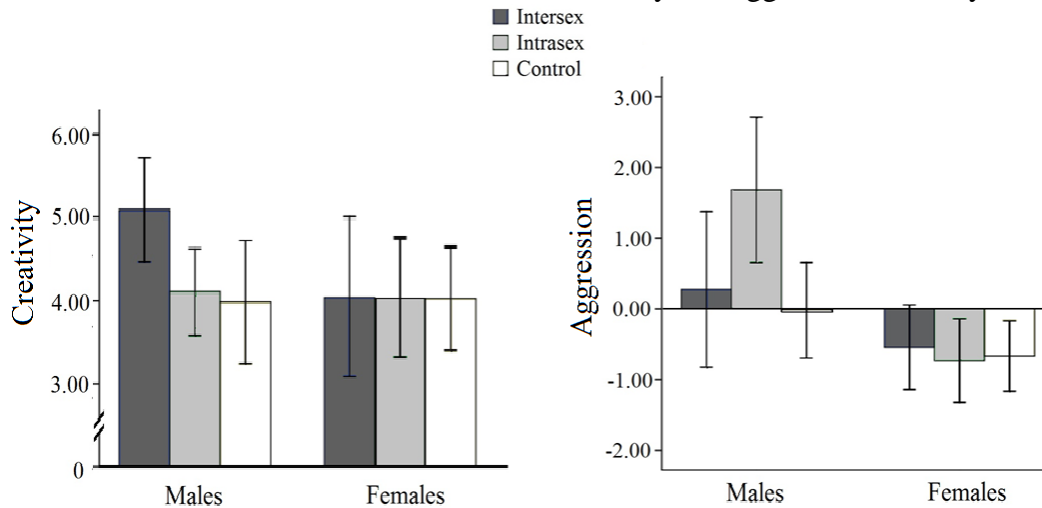 Intersex
Intrasex
Control
Creativity
6.00
5.00
4.00
3.00
0
Males
Females
Aggression
3.00
2.00
1.00
0.00
-1.00
-2.00
Males
Females